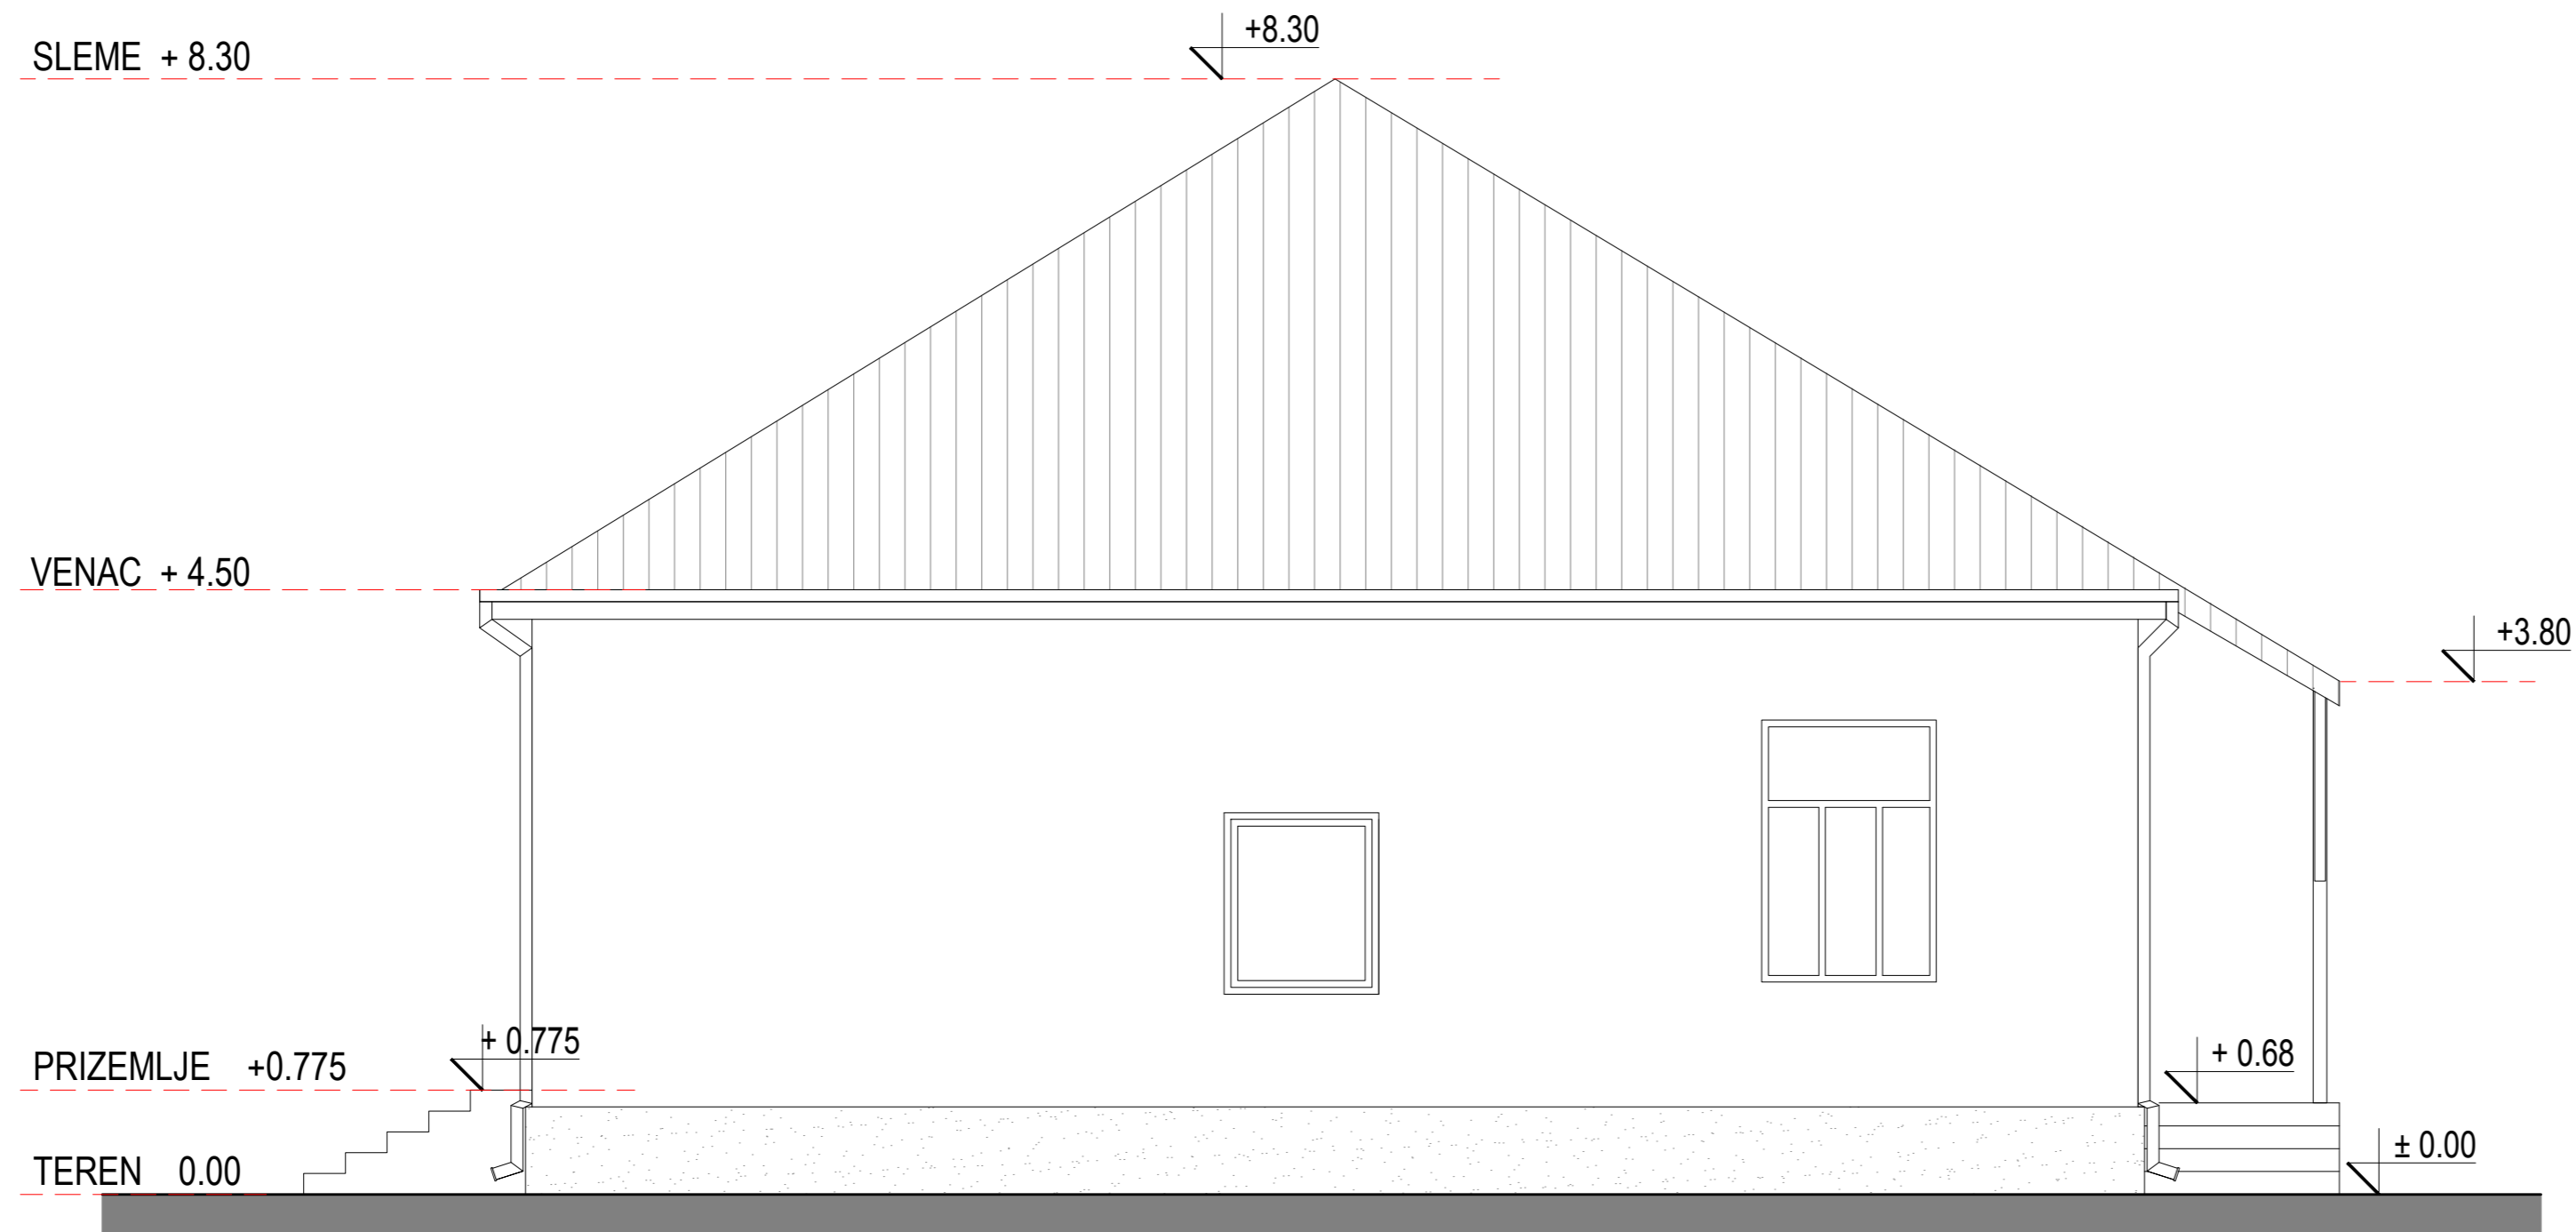 +8.30
SLEME + 8.30
VENAC + 4.50
+3.80
+ 0.775
PRIZEMLJE +0.775
+ 0.68
TEREN 0.00
± 0.00